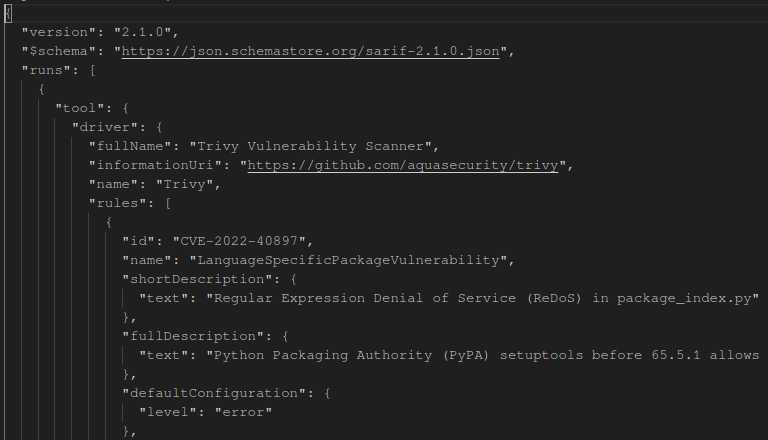 {
"version": "2.1.0",
"$schema": "https://json.schemastore.org/sarif-2.1.0.json",
"runs": [
{
"tool": {
"driver": {
"fullName": "Trivy Vulnerability Scanner",
"informationUri": "https://github.com/aquasecurity/trivy",
"name": "Trivy",
"rules": [
{
"id": "CVE-2022-40897",
"name": "LanguageSpecificPackageVulnerability",
"shortDescription": {
"text": "Regular Expression Denial of Service (ReDoS) in package_index.py"
},
"fullDescription": {
"text": "Python Packaging Authority (PyPA) setuptools before 65.5.1 allows
},
"defaultConfiguration": {
"level": "error"
},